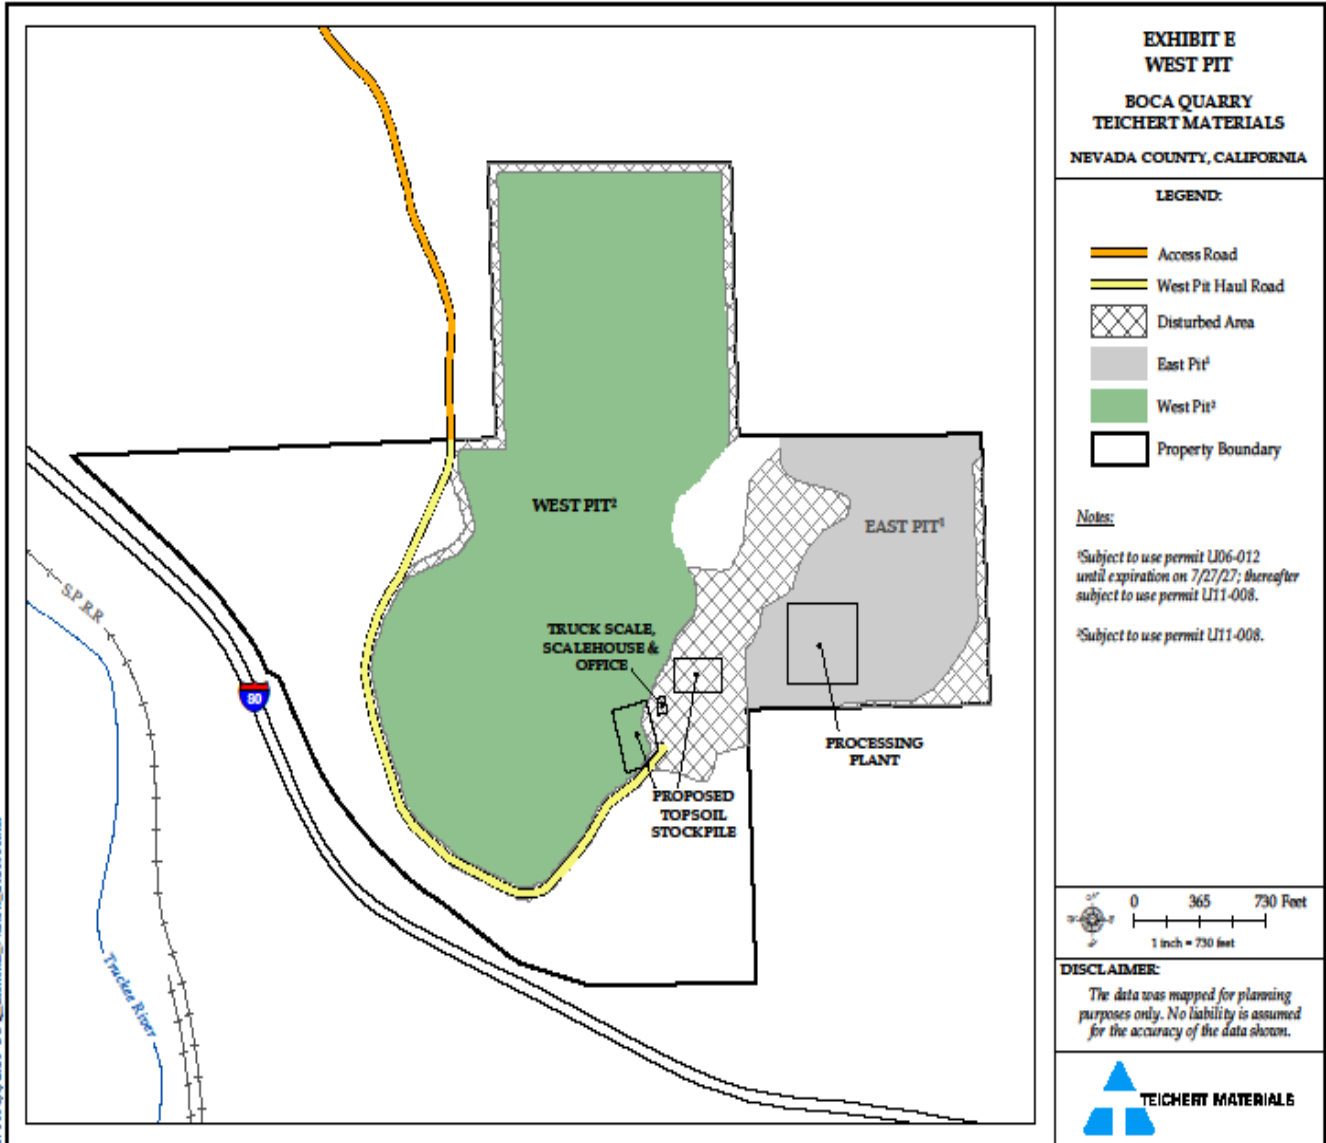 EXHIBIT E
WEST PIT
BOCA QUARRY
TEICHERT MATERIALS
NEVADA COUNTY, CALIFORNIA
LEGEND:
Access Road
West Pit Haul Road
Disturbed Area
East Pit¹
West Pit²
Property Boundary
Notes:
¹Subject to use permit U06-012
until expiration on 7/27/27; thereafter
subject to use permit U11-008.
²Subject to use permit U11-008.
0 365 730 Feet
1 inch = 730 feet
DISCLAIMER:
The data was mapped for planning
purposes only. No liability is assumed
for the accuracy of the data shown.
TEICHERT MATERIALS
WEST PIT²
EAST PIT¹
TRUCK SCALE,
SCALEHOUSE &
OFFICE
PROCESSING
PLANT
PROPOSED
TOPSOIL
STOCKPILE
S.P.R.R
80
Truckee River